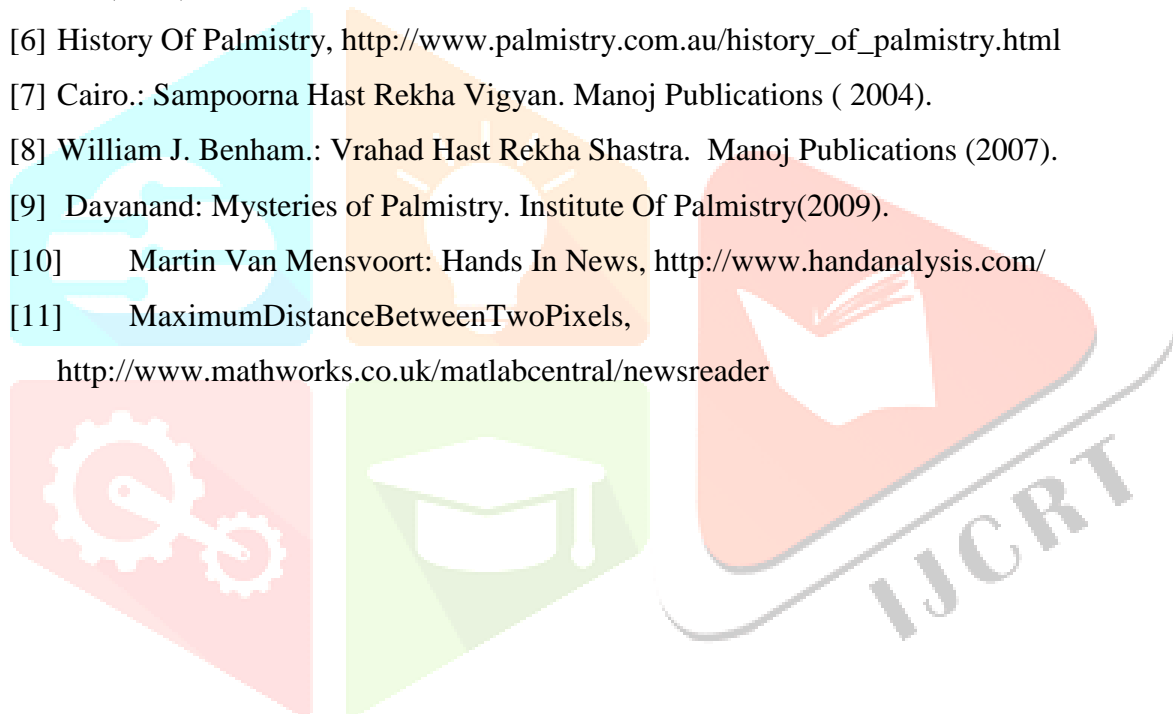 [6] History Of Palmistry, http://www.palmistry.com.au/history_of_palmistry.html
[7] Cairo.: Sampoorna Hast Rekha Vigyan. Manoj Publications ( 2004).
[8] William J. Benham.: Vrahad Hast Rekha Shastra. Manoj Publications (2007).
[9] Dayanand: Mysteries of Palmistry. Institute Of Palmistry(2009).
[10] Martin Van Mensvoort: Hands In News, http://www.handanalysis.com/
[11] MaximumDistanceBetweenTwoPixels,
http://www.mathworks.co.uk/matlabcentral/newsreader
IJCRT